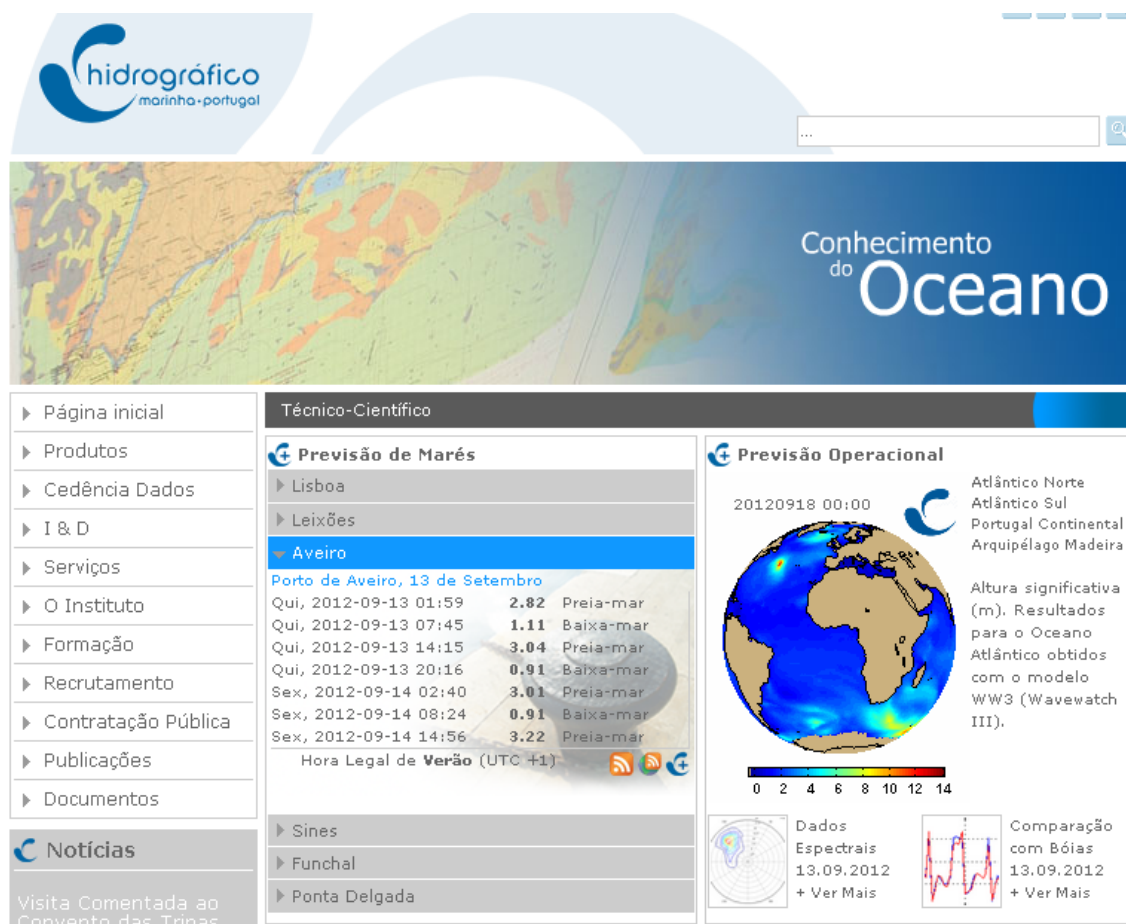 hidrográfico
marinha•portugal
...
Conhecimento
do Oceano
Página inicial
Produtos
Cedência Dados
I & D
Serviços
O Instituto
Formação
Recrutamento
Contratação Pública
Publicações
Documentos
Notícias
Visita Comentada ao
Convento das Trinas
Técnico-Científico
Previsão de Marés
Lisboa
Leixões
Aveiro
Porto de Aveiro, 13 de Setembro
Qui, 2012-09-13 01:59 2.82 Preia-mar
Qui, 2012-09-13 07:45 1.11 Baixa-mar
Qui, 2012-09-13 14:15 3.04 Preia-mar
Qui, 2012-09-13 20:16 0.91 Baixa-mar
Sex, 2012-09-14 02:40 3.01 Preia-mar
Sex, 2012-09-14 08:24 0.91 Baixa-mar
Sex, 2012-09-14 14:56 3.22 Preia-mar
Hora Legal de Verão (UTC +1)
Sines
Funchal
Ponta Delgada
Previsão Operacional
20120918 00:00
0 2 4 6 8 10 12 14
Atlântico Norte
Atlântico Sul
Portugal Continental
Arquipélago Madeira
Altura significativa
(m). Resultados
para o Oceano
Atlântico obtidos
com o modelo
WW3 (Wavewatch
III).
Dados
Espectrais
13.09.2012
+ Ver Mais
Comparação
com Bóias
13.09.2012
+ Ver Mais